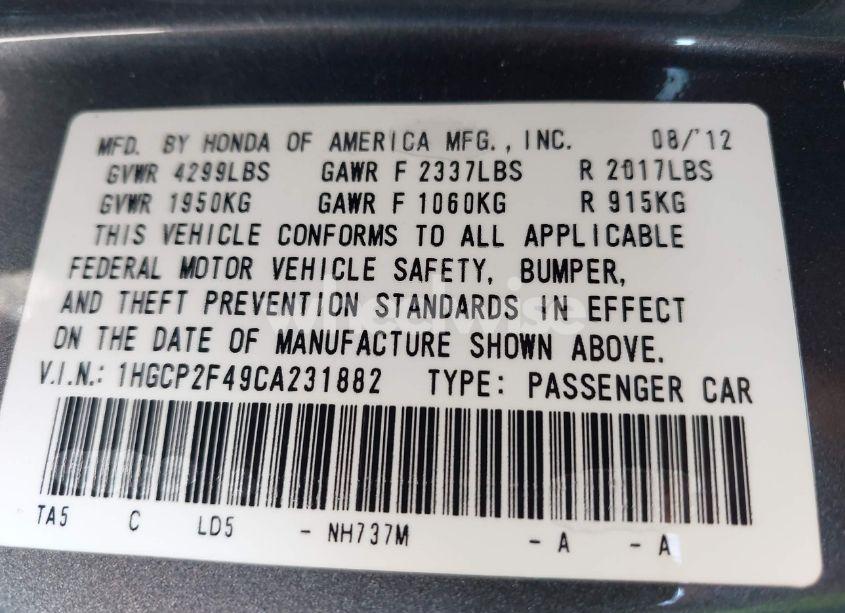 MFD. BY HONDA OF AMERICA MFG., INC. 08/'12
GVWR 4299LBS GAWR F 2337LBS R 2017LBS
GVWR 1950KG GAWR F 1060KG R 915KG
THIS VEHICLE CONFORMS TO ALL APPLICABLE
FEDERAL MOTOR VEHICLE SAFETY, BUMPER,
AND THEFT PREVENTION STANDARDS IN EFFECT
wheelwise
ON THE DATE OF MANUFACTURE SHOWN ABOVE.
V.I.N.: 1HGCP2F49CA231882 TYPE: PASSENGER CAR
TA5 C LD5 - NH737M - A - A